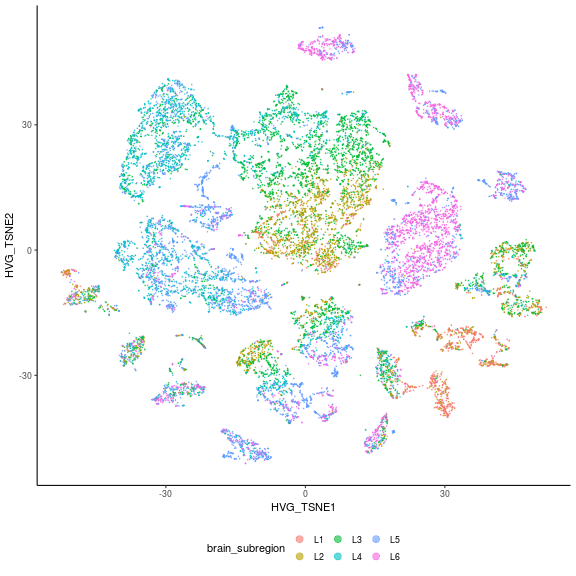 HVG_TSNE2
30
0
-30
-30
0
30
HVG_TSNE1
brain_subregion
L1 L3 L5
L2 L4 L6